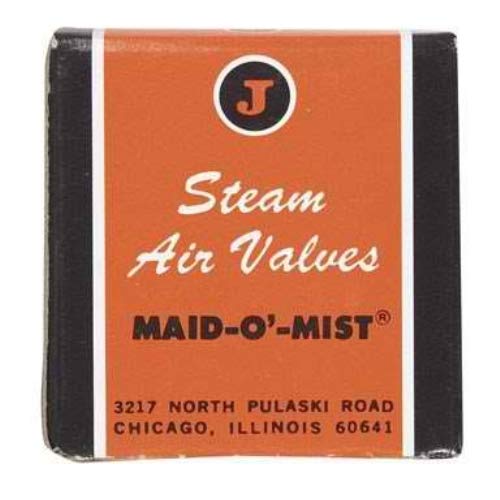 J
Steam
Air Valves
MAID-O'-MIST®
3217 NORTH PULASKI ROAD
CHICAGO, ILLINOIS 60641